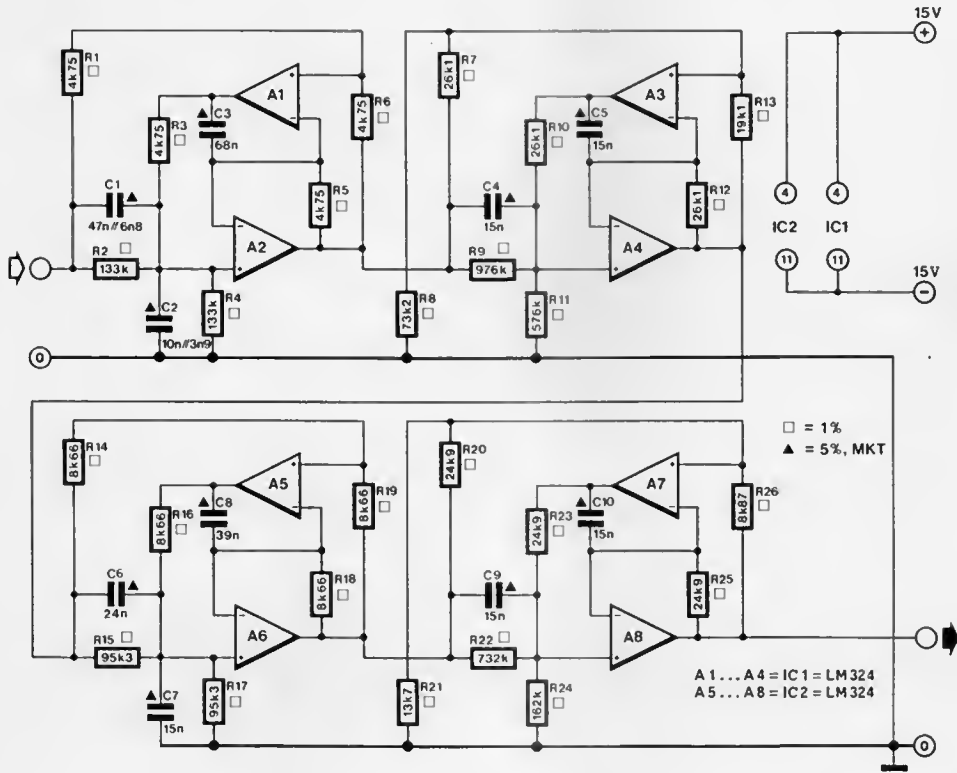 15V
+
R1
4k75
A1
+
-
R3
4k75
C3
68n
R6
4k75
R5
4k75
C1
47n//6n8
R2
133k
A2
-
+
R4
133k
C2
10n//3n9
0
R7
26k1
R8
73k2
A3
+
-
R10
26k1
C5
15n
R13
19k1
R12
26k1
C4
15n
R9
976k
A4
-
+
R11
576k
4
4
IC2
IC1
11
11
15V
-
R14
8k66
A5
+
-
R16
8k66
C8
39n
R19
8k66
R18
8k66
C6
24n
R15
95k3
A6
-
+
R17
95k3
C7
15n
R20
24k9
R21
13k7
A7
+
-
R23
24k9
C10
15n
R26
8k87
R25
24k9
C9
15n
R22
732k
A8
-
+
R24
162k
□ = 1%
▲ = 5%, MKT
A1...A4 = IC1 = LM324
A5...A8 = IC2 = LM324
0